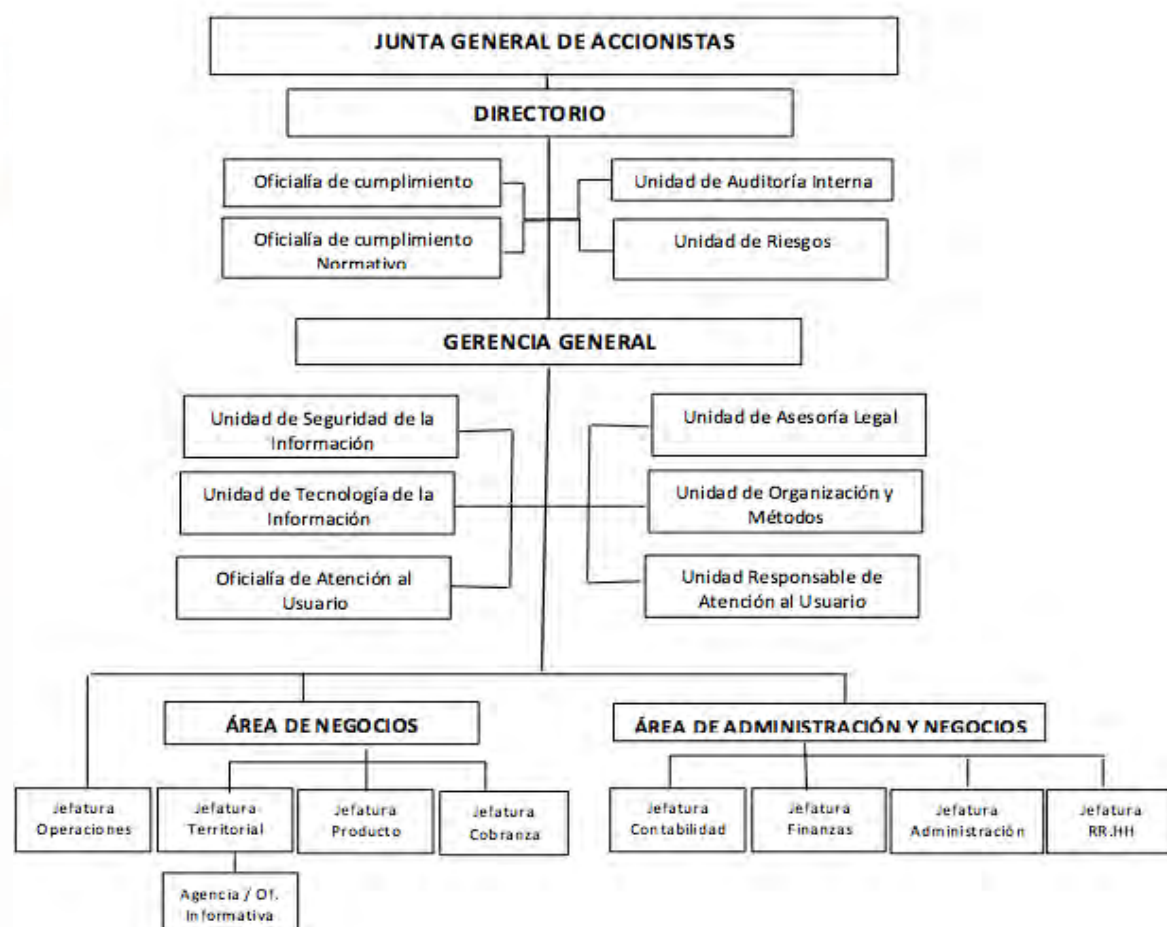 JUNTA GENERAL DE ACCIONISTAS
DIRECTORIO
Oficialía de cumplimiento
Unidad de Auditoría Interna
Oficialía de cumplimiento
Normativo
Unidad de Riesgos
GERENCIA GENERAL
Unidad de Seguridad de la
Información
Unidad de Asesoría Legal
Unidad de Tecnología de la
Información
Unidad de Organización y
Métodos
Oficialía de Atención al
Usuario
Unidad Responsable de
Atención al Usuario
ÁREA DE NEGOCIOS
ÁREA DE ADMINISTRACIÓN Y NEGOCIOS
Jefatura
Operaciones
Jefatura
Territorial
Jefatura
Producto
Jefatura
Cobranza
Jefatura
Contabilidad
Jefatura
Finanzas
Jefatura
Administración
Jefatura
RR.HH
Agencia / Of.
Informativa